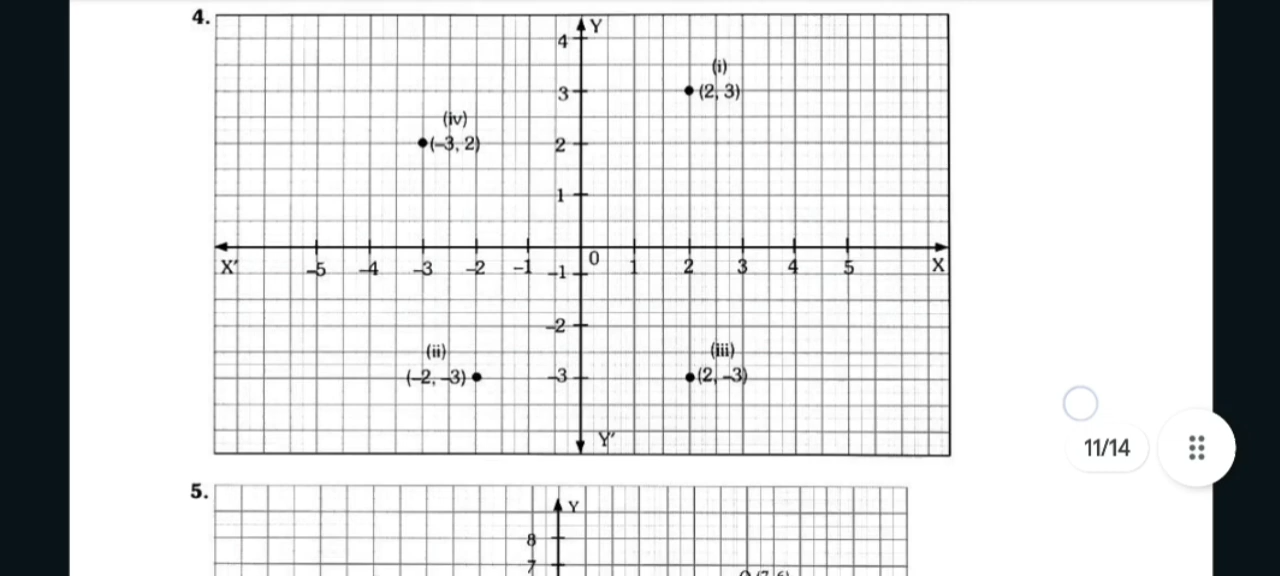 4.
Y
4
(i)
3
(2, 3)
(iv)
(–3, 2)
2
1
X' –5 –4 –3 –2 –1 0 1 2 3 4 5 X
–1
–2
(ii)
(iii)
(–2, –3)
–3
(2, –3)
Y'
11/14
5.
Y
8
7